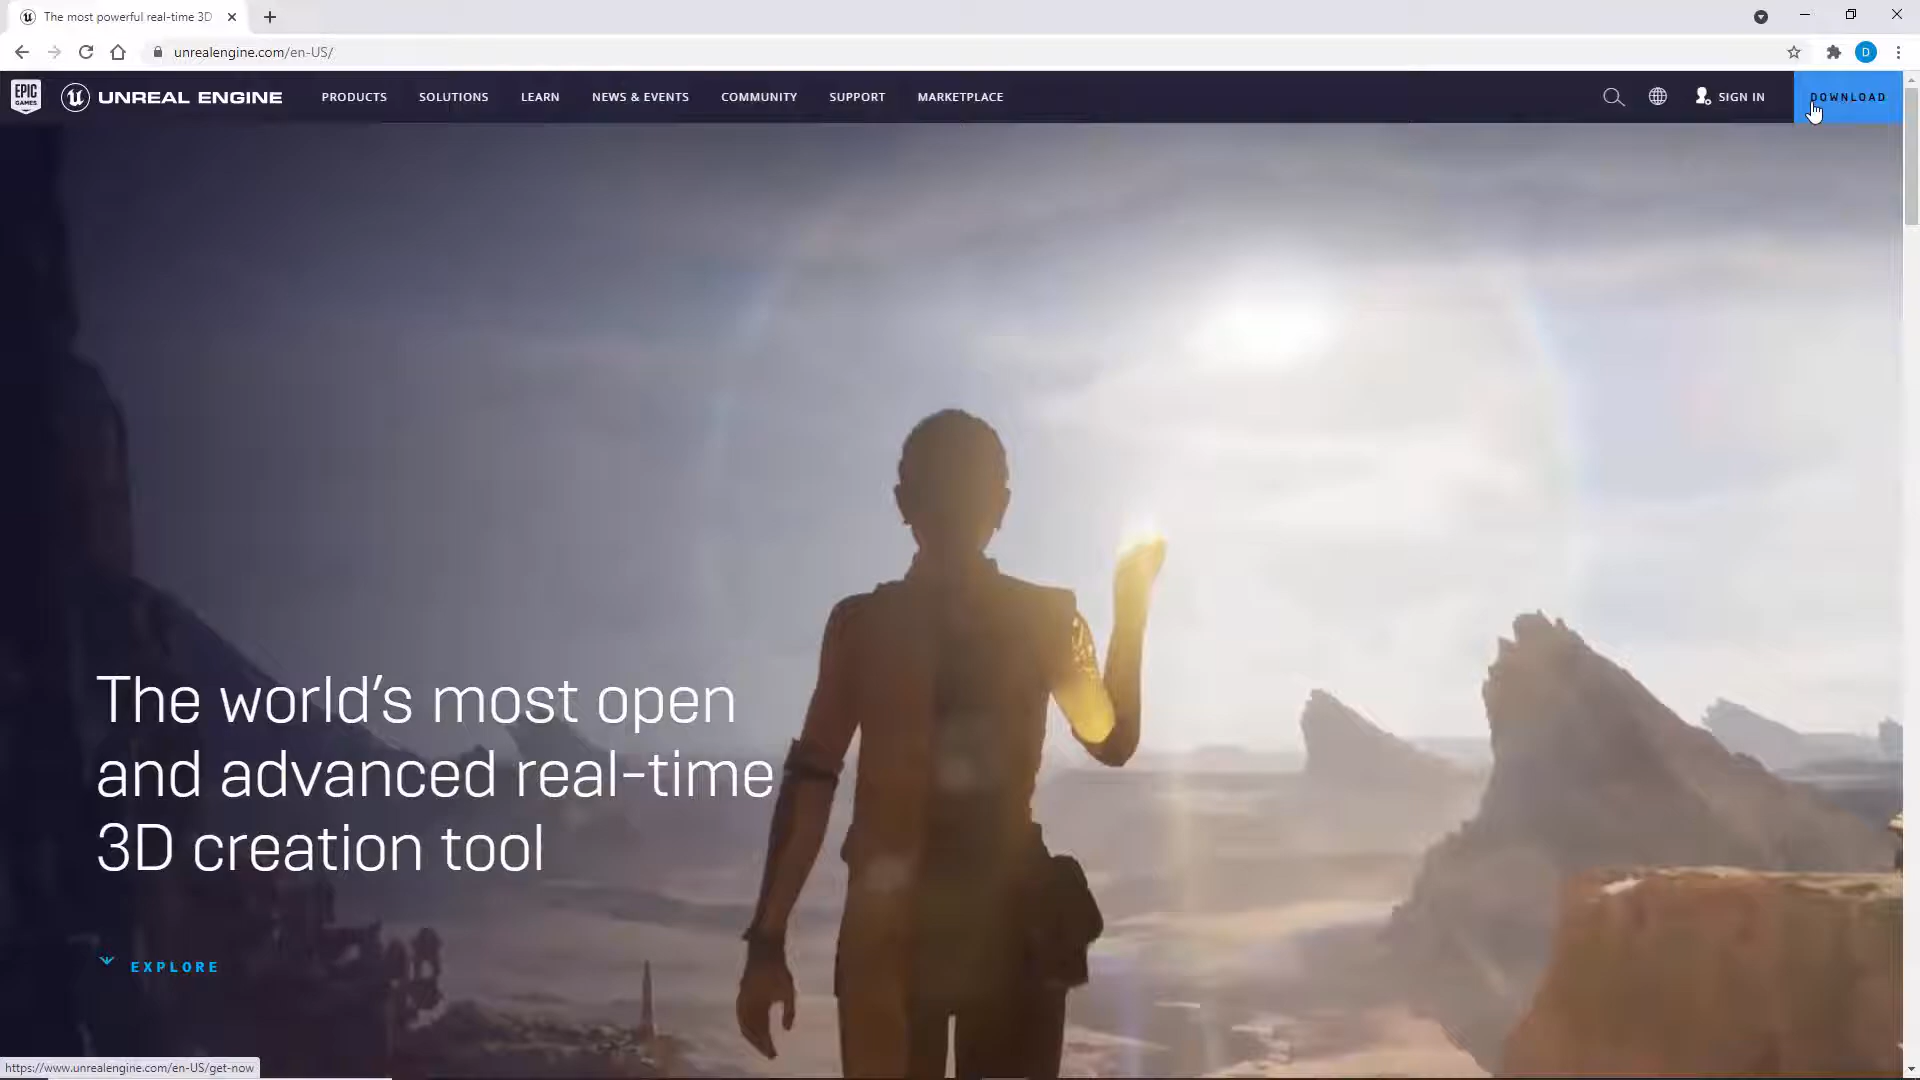 The most powerful real-time 3D
unrealengine.com/en-US/
D
EPIC GAMES
UNREAL ENGINE
PRODUCTS
SOLUTIONS
LEARN
NEWS & EVENTS
COMMUNITY
SUPPORT
MARKETPLACE
SIGN IN
DOWNLOAD
The world's most open
and advanced real-time
3D creation tool
EXPLORE
https://www.unrealengine.com/en-US/get-now